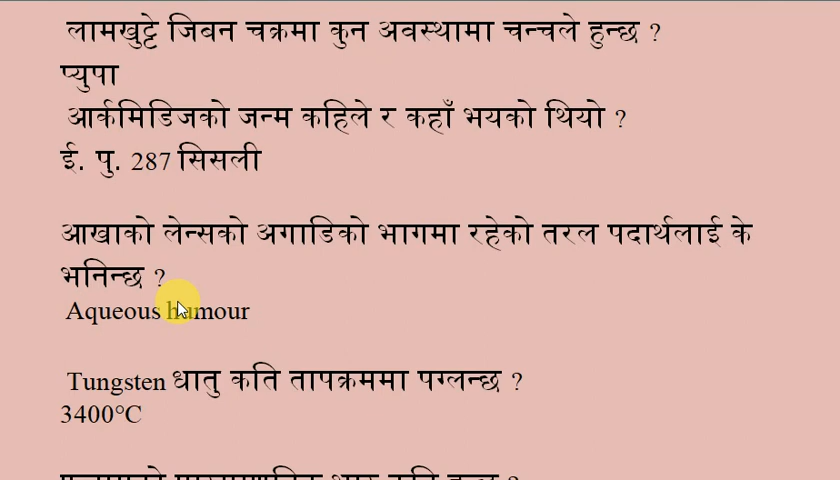 लामखुट्टे जिबन चक्रमा कुन अवस्थामा चन्चले हुन्छ ?
प्युपा
आर्कमिडिजको जन्म कहिले र कहाँ भयको थियो ?
ई. पु. 287 सिसली
आखाको लेन्सको अगाडिको भागमा रहेको तरल पदार्थलाई के
भनिन्छ ?
Aqueous humour
Tungsten धातु कति तापक्रममा पग्लन्छ ?
3400°C